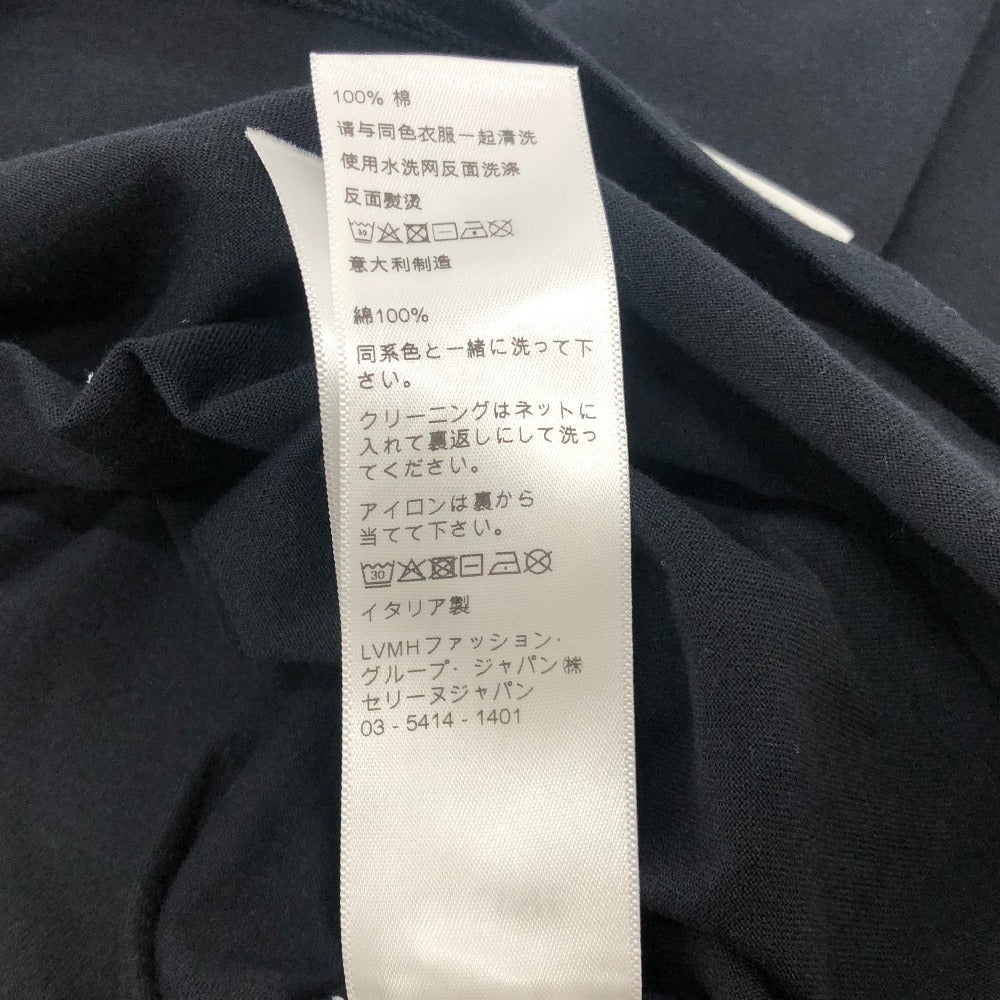 100% 棉
请与同色衣服一起清洗
使用水洗网反面洗涤
反面熨烫
30
意大利制造
綿100%
同系色と一緒に洗って下
さい。
クリーニングはネットに
入れて裏返しにして洗っ
てください。
アイロンは裏から
当てて下さい。
30
イタリア製
LVMHファッション·
グループ·ジャパン㈱
セリーヌジャパン
03 - 5414 - 1401